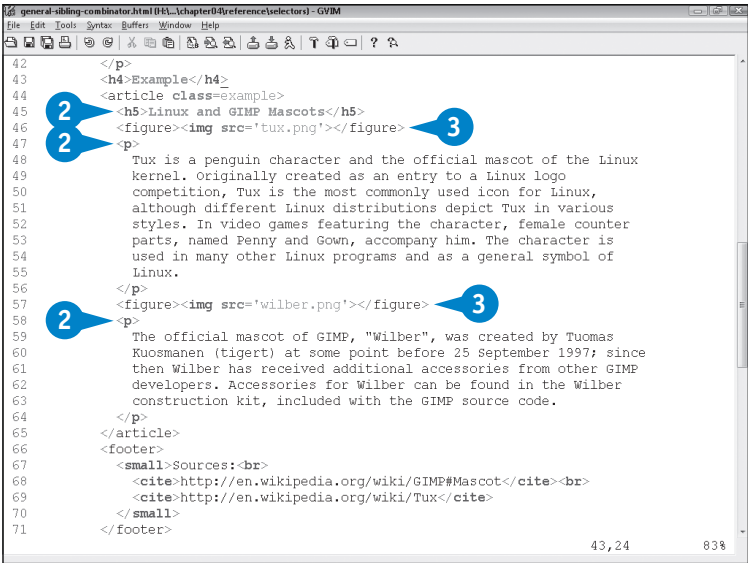 general-sibling-combinator.html (H:\...\chapter04\reference\selectors) - GVIM
File Edit Tools Syntax Buffers Window Help
42 </p>
43 <h4>Example</h4>
44 <article class=example>
45 2 <h5>Linux and GIMP Mascots</h5>
46 <figure><img src='tux.png'></figure> 3
47 2 <p>
48 Tux is a penguin character and the official mascot of the Linux
49 kernel. Originally created as an entry to a Linux logo
50 competition, Tux is the most commonly used icon for Linux,
51 although different Linux distributions depict Tux in various
52 styles. In video games featuring the character, female counter
53 parts, named Penny and Gown, accompany him. The character is
54 used in many other Linux programs and as a general symbol of
55 Linux.
56 </p>
57 <figure><img src='wilber.png'></figure> 3
58 2 <p>
59 The official mascot of GIMP, "Wilber", was created by Tuomas
60 Kuosmanen (tigert) at some point before 25 September 1997; since
61 then Wilber has received additional accessories from other GIMP
62 developers. Accessories for Wilber can be found in the Wilber
63 construction kit, included with the GIMP source code.
64 </p>
65 </article>
66 <footer>
67 <small>Sources:<br>
68 <cite>http://en.wikipedia.org/wiki/GIMP#Mascot</cite><br>
69 <cite>http://en.wikipedia.org/wiki/Tux</cite>
70 </small>
71 </footer>
43,24 83%